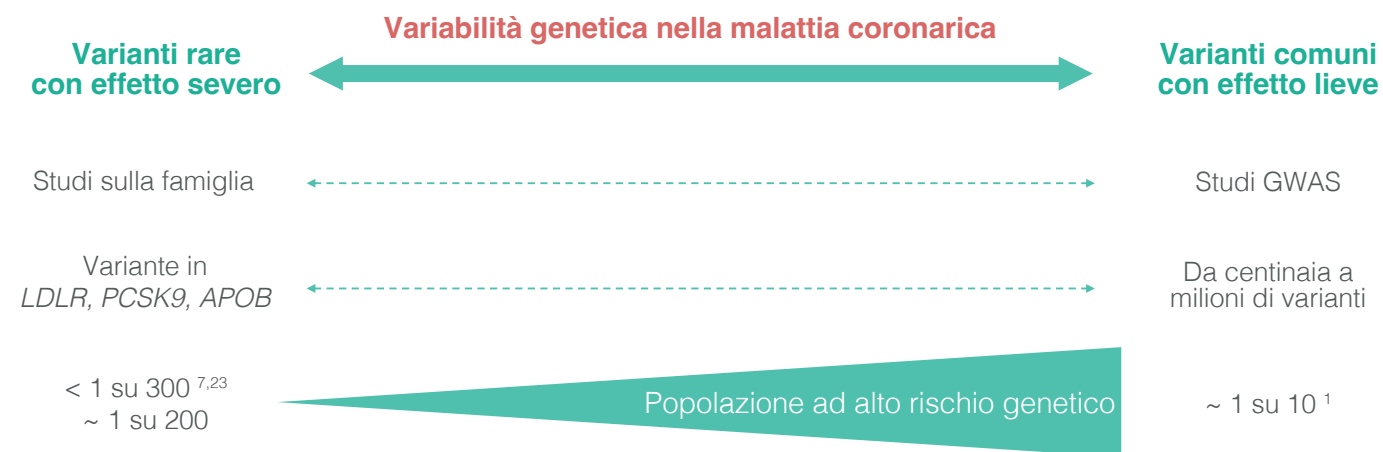 Variabilità genetica nella malattia coronarica
Varianti rare
con effetto severo
Varianti comuni
con effetto lieve
Studi sulla famiglia
Studi GWAS
Variante in
LDLR, PCSK9, APOB
Da centinaia a
milioni di varianti
< 1 su 300 7,23
~ 1 su 200
Popolazione ad alto rischio genetico
~ 1 su 10 1